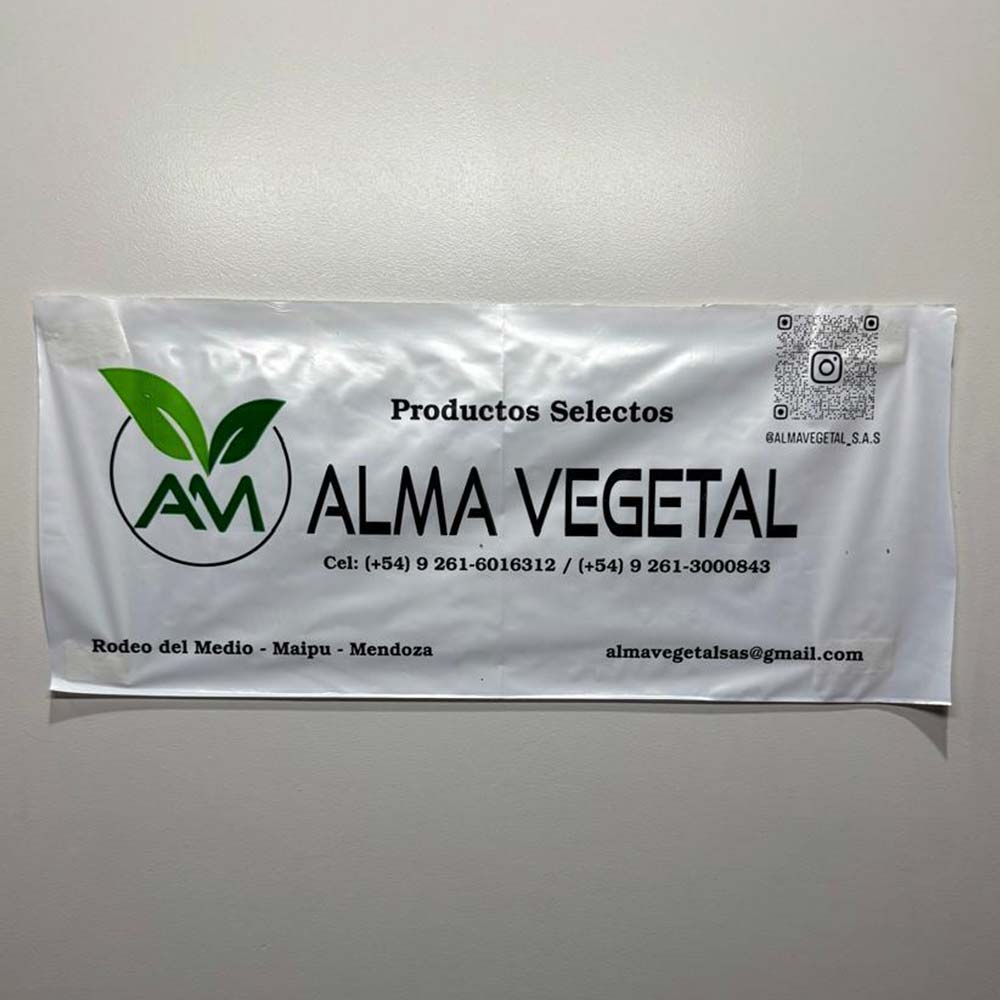 Productos Selectos
@ALMAVEGETAL_S.A.S
AM
ALMA VEGETAL
Cel: (+54) 9 261-6016312 / (+54) 9 261-3000843
Rodeo del Medio - Maipu - Mendoza
almavegetalsas@gmail.com